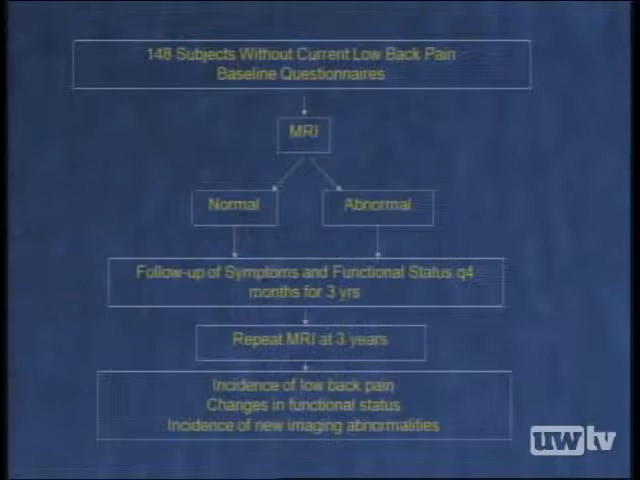 148 Subjects Without Current Low Back Pain
Baseline Questionnaires
MRI
Normal
Abnormal
Follow-up of Symptoms and Functional Status q4
months for 3 yrs
Repeat MRI at 3 years
Incidence of low back pain
Changes in functional status
Incidence of new imaging abnormalities
uwtv